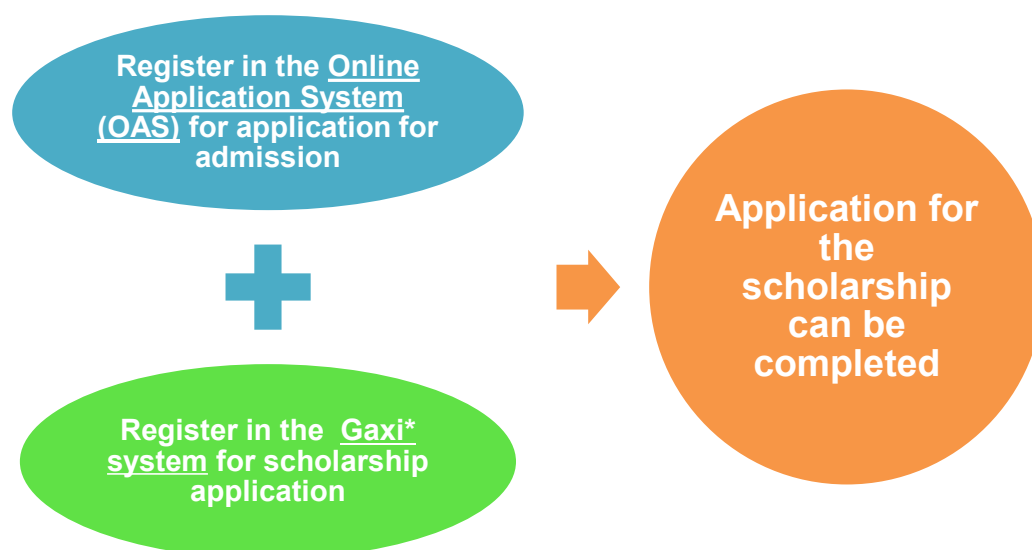 Register in the Online
Application System
(OAS) for application for
admission
Register in the Gaxi*
system for scholarship
application
Application for
the
scholarship
can be
completed